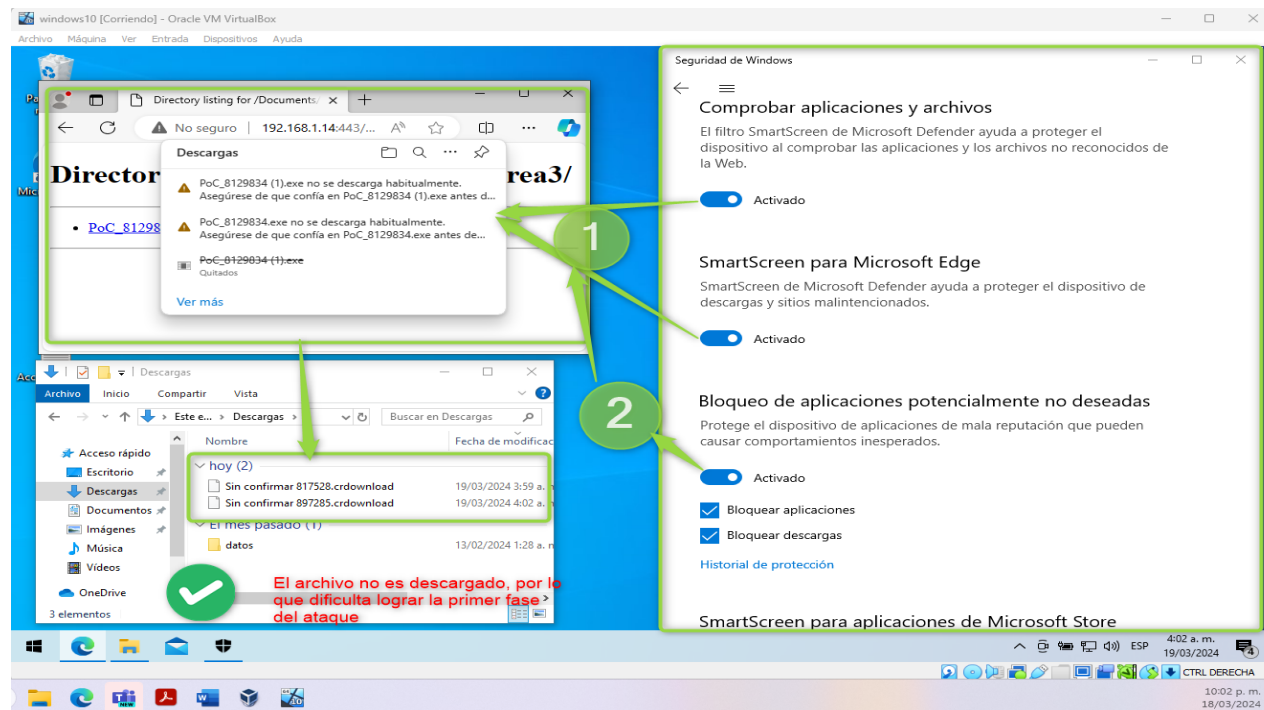 windows10 [Corriendo] - Oracle VM VirtualBox
Archivo Máquina Ver Entrada Dispositivos Ayuda
Directory listing for /Documents/
No seguro | 192.168.1.14:443/...
Director
rea3/
PoC_81298
Descargas
PoC_8129834 (1).exe no se descarga habitualmente.
Asegúrese de que confía en PoC_8129834 (1).exe antes d...
PoC_8129834.exe no se descarga habitualmente.
Asegúrese de que confía en PoC_8129834.exe antes de...
PoC_8129834 (1).exe
Quitados
Ver más
1
2
Descargas
Archivo Inicio Compartir Vista
Este e... > Descargas >
Buscar en Descargas
Nombre
Fecha de modificac
Acceso rápido
Escritorio
Descargas
Documentos
Imágenes
Música
Vídeos
OneDrive
hoy (2)
Sin confirmar 817528.crdownload 19/03/2024 3:59 a. m
Sin confirmar 897285.crdownload 19/03/2024 4:02 a. m
El mes pasado (1)
datos 13/02/2024 1:28 a. m
3 elementos
El archivo no es descargado, por lo
que dificulta lograr la primer fase
del ataque
Seguridad de Windows
Comprobar aplicaciones y archivos
El filtro SmartScreen de Microsoft Defender ayuda a proteger el
dispositivo al comprobar las aplicaciones y los archivos no reconocidos de
la Web.
Activado
SmartScreen para Microsoft Edge
SmartScreen de Microsoft Defender ayuda a proteger el dispositivo de
descargas y sitios malintencionados.
Activado
Bloqueo de aplicaciones potencialmente no deseadas
Protege el dispositivo de aplicaciones de mala reputación que pueden
causar comportamientos inesperados.
Activado
Bloquear aplicaciones
Bloquear descargas
Historial de protección
SmartScreen para aplicaciones de Microsoft Store
ESP
4:02 a. m.
19/03/2024
4
CTRL DERECHA
10:02 p. m.
18/03/2024